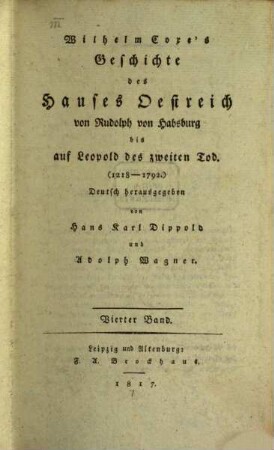 Wilhelm Coxe's
Geschichte
des
Hauses Oestreich
von Rudolph von Habsburg
bis
auf Leopold des zweiten Tod.
(1218—1792.)
Deutsch herausgegeben
von
Hans Karl Dippold
und
Adolph Wagner.
Vierter Band.
Leipzig und Altenburg:
F. A. Brockhaus.
1817.